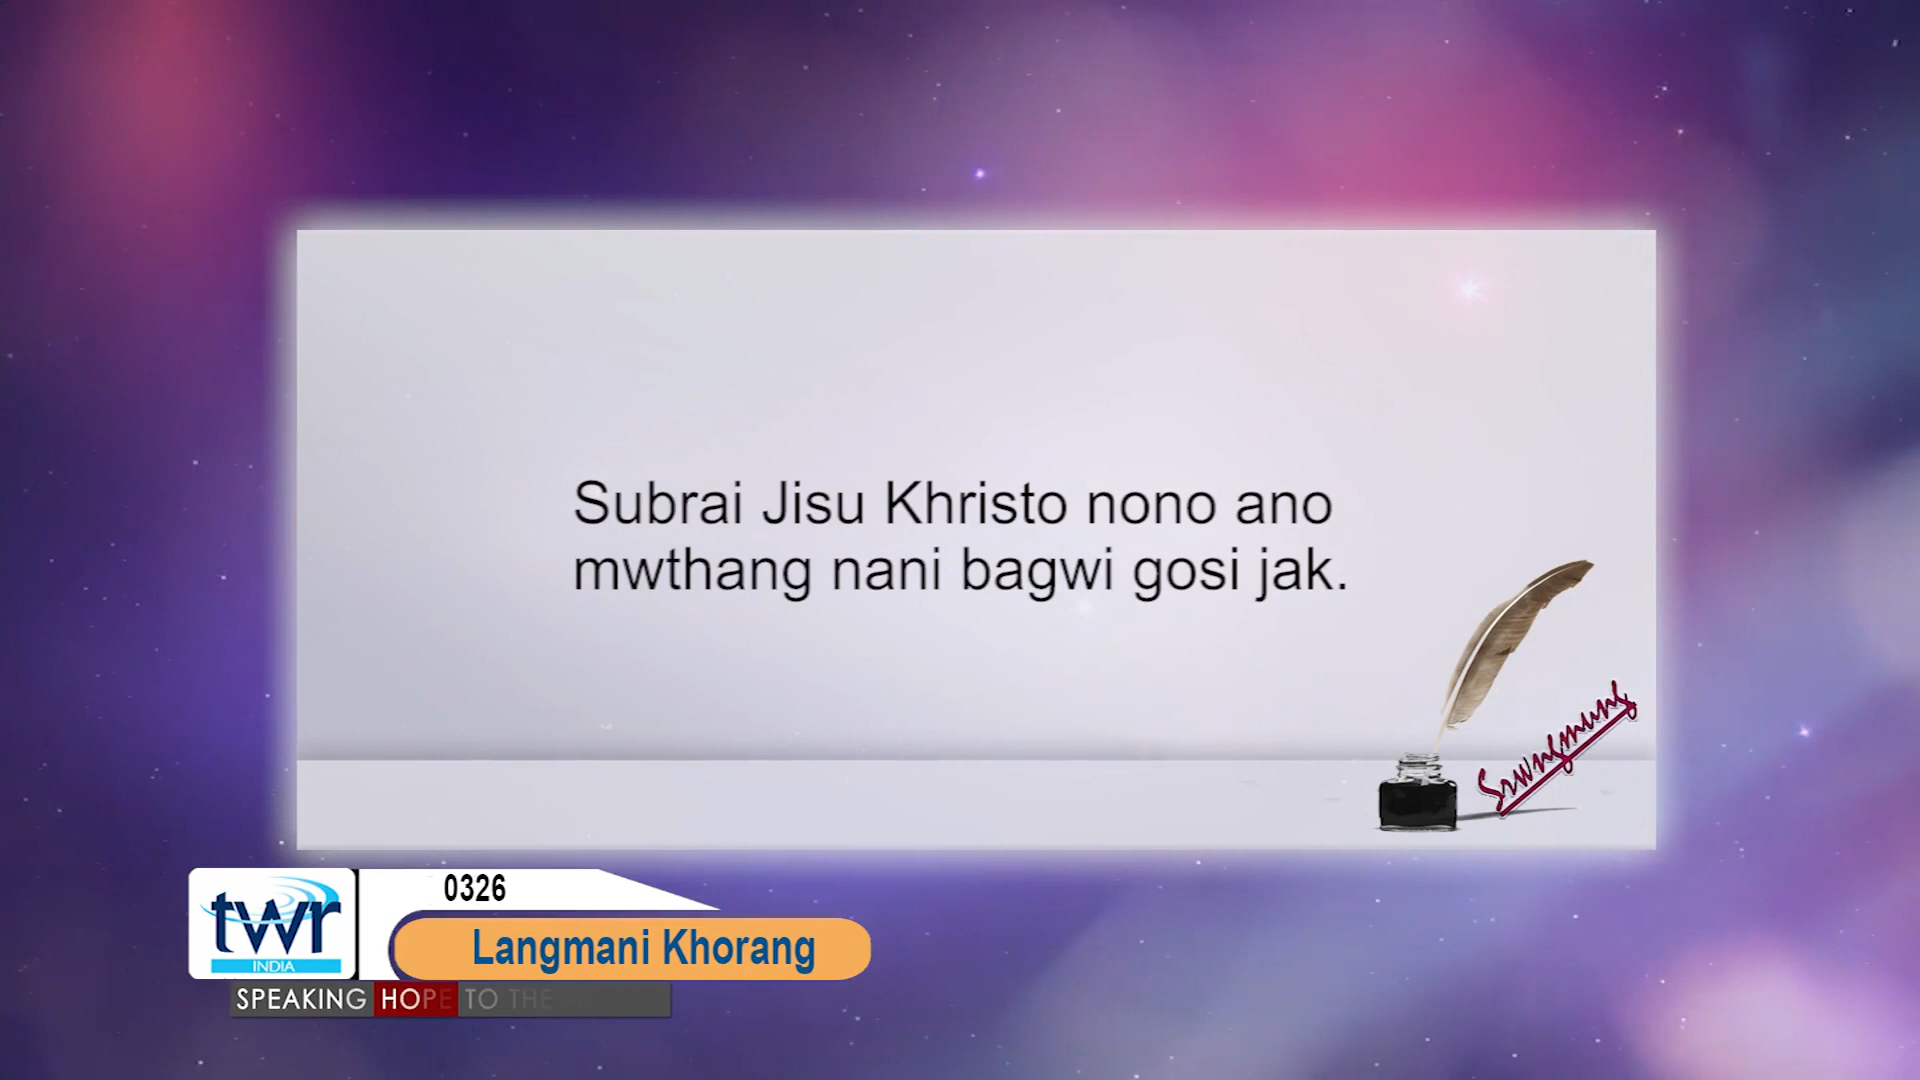 Subrai Jisu Khristo nono ano
mwthang nani bagwi gosi jak.
Srwngmung
0326
twr
INDIA
Langmani Khorang
SPEAKING HOPE TO THE